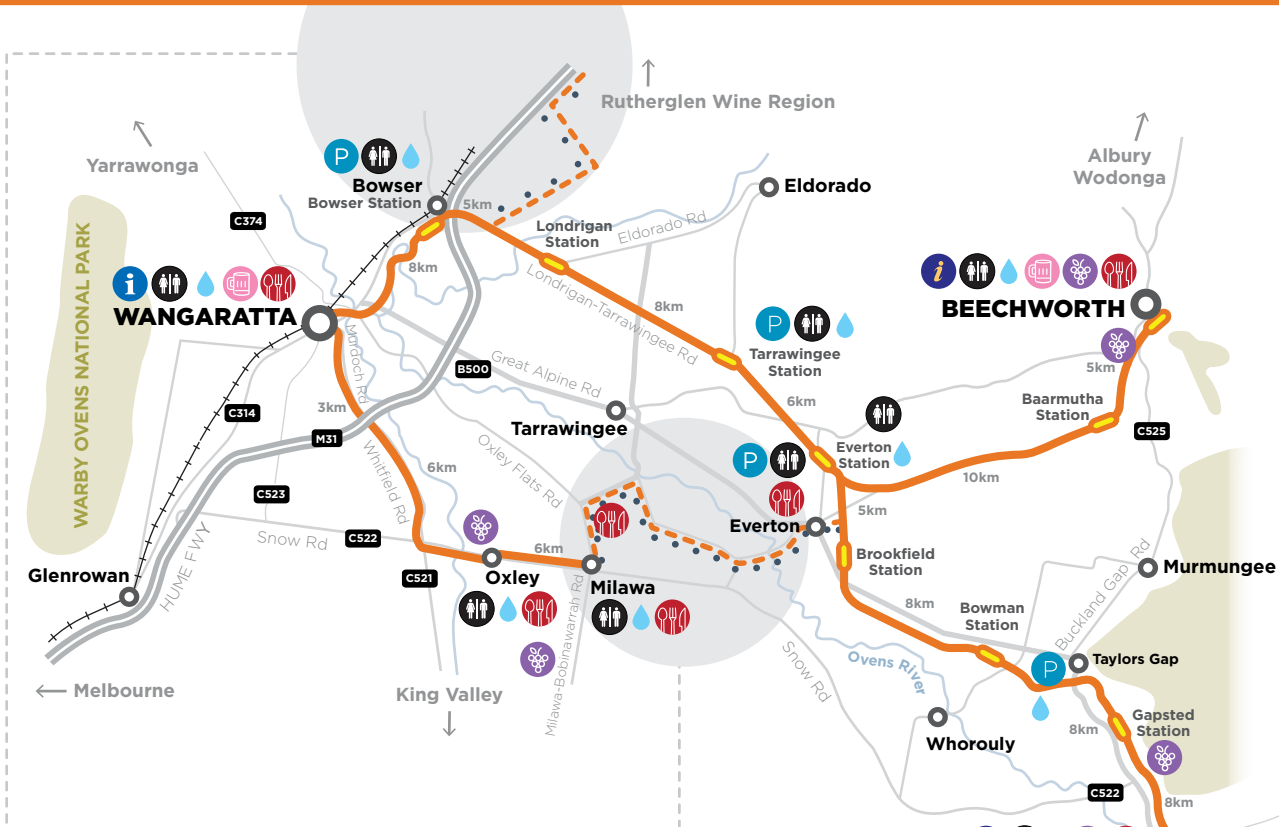 Rutherglen Wine Region
Yarrawonga
Albury
Wodonga
P
Bowser
Bowser Station
5km
Eldorado
C374
Londrigan
Station
Eldorado Rd
8km
WARBY OVENS NATIONAL PARK
i
WANGARATTA
Londrigan-Tarrawingee Rd
8km
i
BEECHWORTH
P
Tarrawingee
Station
Murdoch Rd
B500
Great Alpine Rd
5km
3km
C314
Tarrawingee
6km
Baarmutha
Station
M31
C525
Whitfield Rd
6km
Oxley Flats Rd
P
Everton
Station
10km
C523
Everton
5km
Snow Rd
C522
HUME FWY
6km
Brookfield
Station
Glenrowan
C521
Oxley
Milawa
8km
Bowman
Station
Buckland Gap Rd
Murmungee
Milawa-Bobinawarrah Rd
Snow Rd
Ovens River
P
Taylors Gap
Melbourne
King Valley
Whorouly
8km
Gapsted
Station
C522
8km